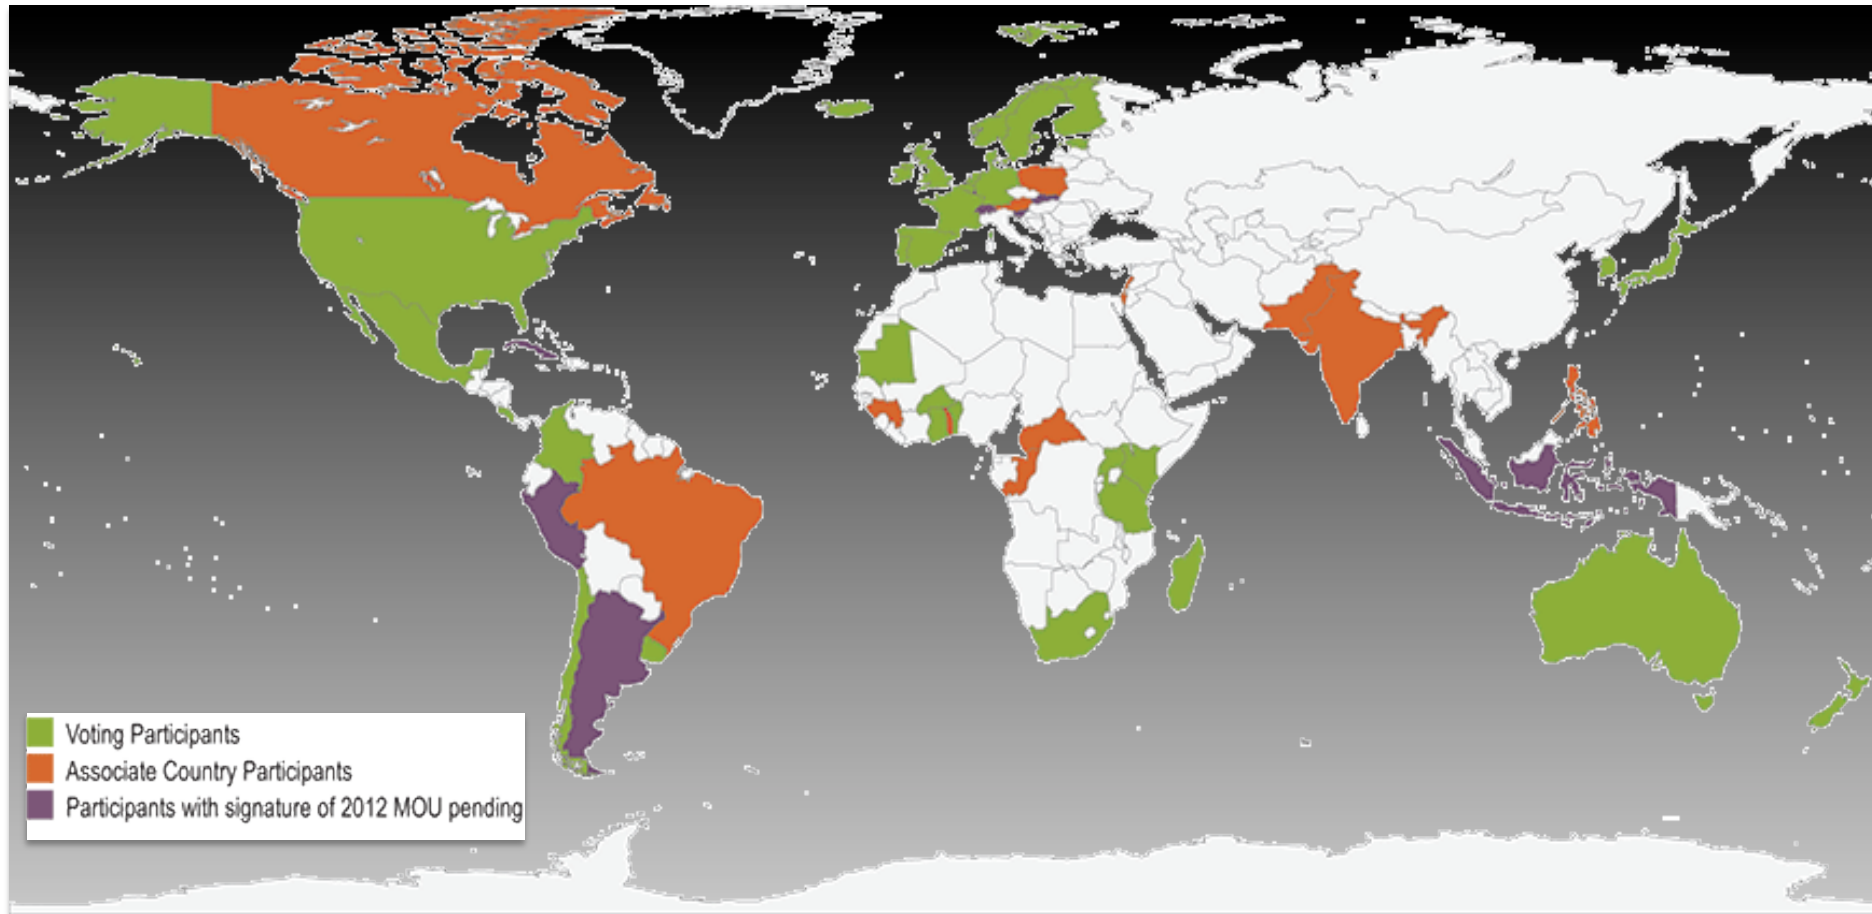 Voting Participants
Associate Country Participants
Participants with signature of 2012 MOU pending